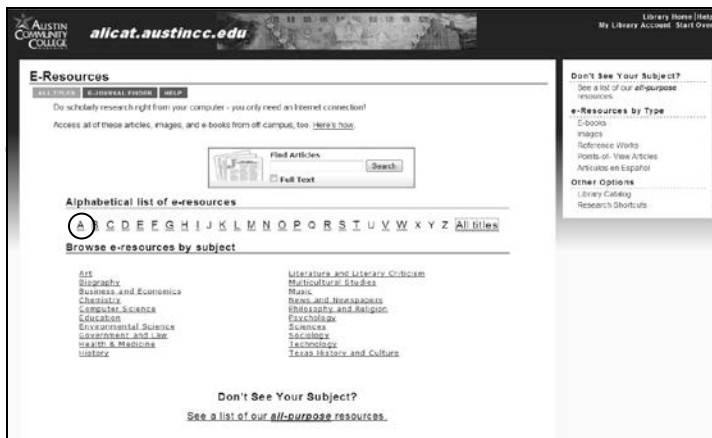 AUSTIN
COMMUNITY
COLLEGE
alicat.austincc.edu
Library Home |Help
My Library Account Start Over
E-Resources
ALL TITLES E-JOURNAL FINDER HELP
Do scholarly research right from your computer - you only need an Internet connection!
Access all of these articles, images, and e-books from off-campus, too. Here's how.
Find Articles
Search
Full Text
Alphabetical list of e-resources
A B C D E F G H I J K L M N O P Q R S T U V W X Y Z All titles
Browse e-resources by subject
Art
Biography
Business and Economics
Chemistry
Computer Science
Education
Environmental Science
Government and Law
Health & Medicine
History
Literature and Literary Criticism
Multicultural Studies
Music
News and Newspapers
Philosophy and Religion
Psychology
Sciences
Sociology
Technology
Texas History and Culture
Don't See Your Subject?
See a list of our all-purpose resources.
Don't See Your Subject?
See a list of our all-purpose
resources
e-Resources by Type
E-books
Images
Reference Works
Points-of-View Articles
Artículos en Español
Other Options
Library Catalog
Research Shortcuts